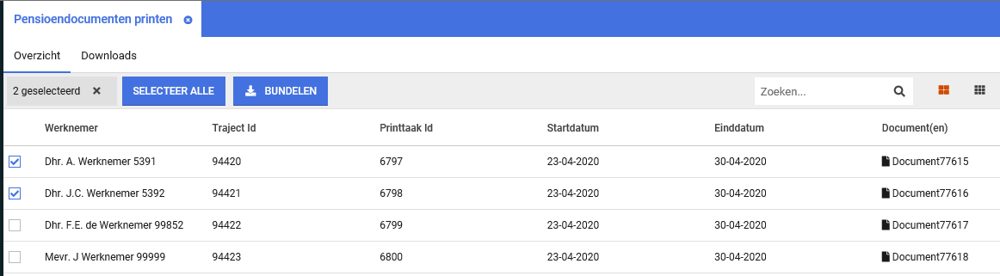 Pensioendocumenten printen
Overzicht Downloads
2 geselecteerd SELECTEER ALLE BUNDELEN Zoeken...
Werknemer Traject Id Printtaak Id Startdatum Einddatum Document(en)
Dhr. A. Werknemer 5391 94420 6797 23-04-2020 30-04-2020 Document77615
Dhr. J.C. Werknemer 5392 94421 6798 23-04-2020 30-04-2020 Document77616
Dhr. F.E. de Werknemer 99852 94422 6799 23-04-2020 30-04-2020 Document77617
Mevr. J Werknemer 99999 94423 6800 23-04-2020 30-04-2020 Document77618